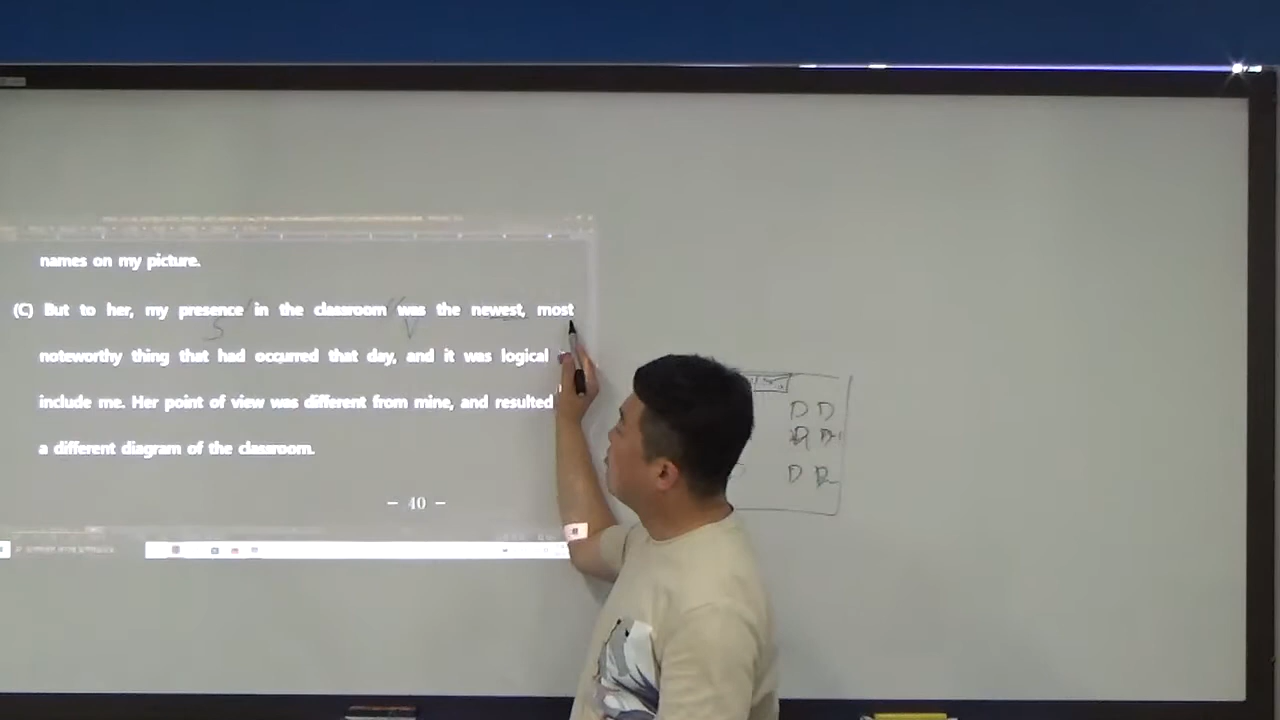 names on my picture.
(C) But to her, my presence in the classroom was the newest, most
S V
noteworthy thing that had occurred that day, and it was logical
include me. Her point of view was different from mine, and resulted
a different diagram of the classroom.
- 40 -
D D
D D
D D